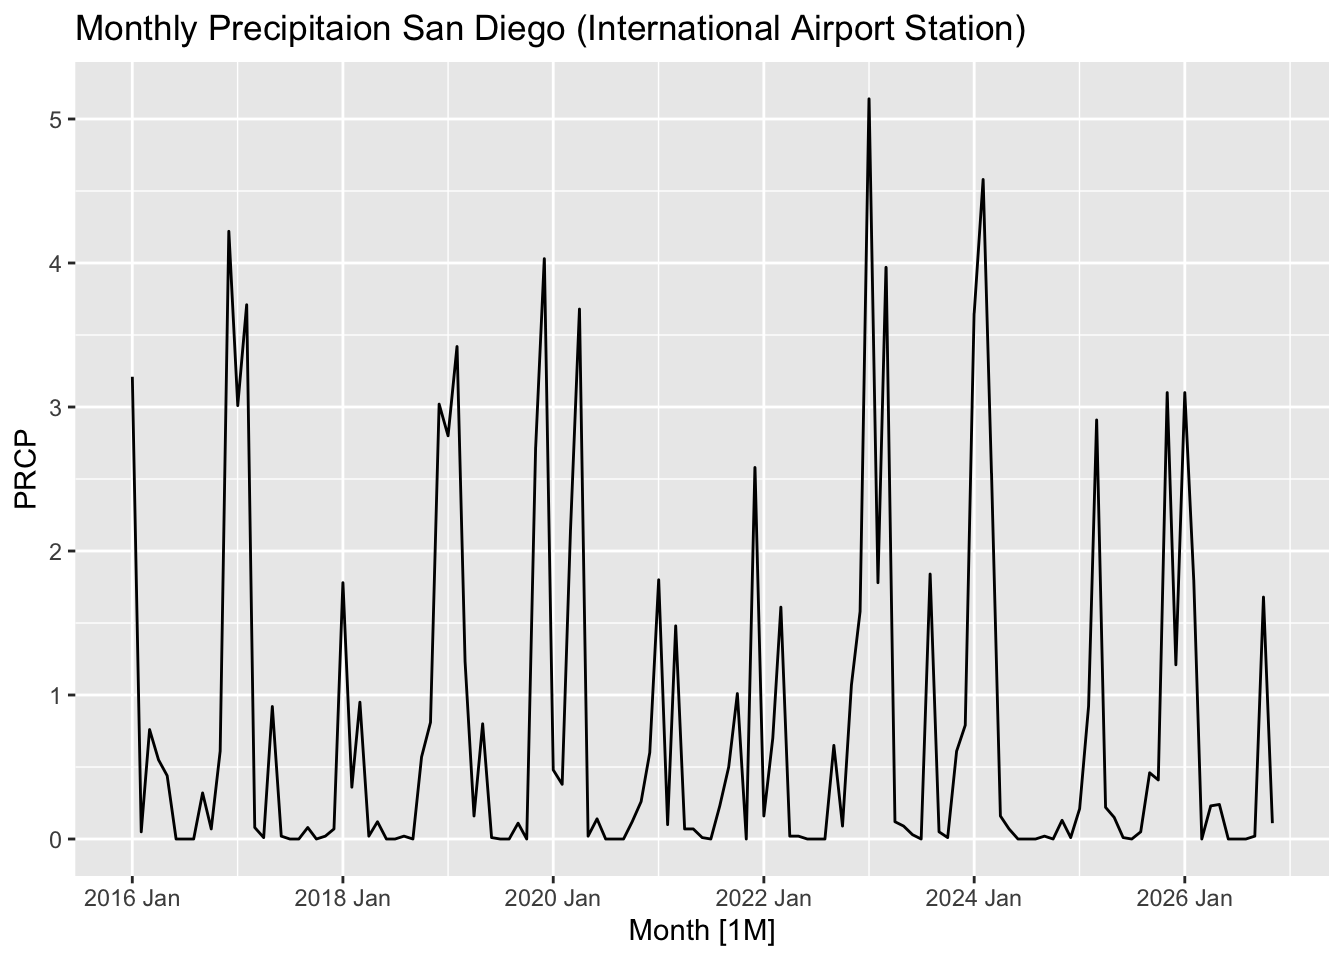 Monthly Precipitaion San Diego (International Airport Station)
5
4
3
2
1
0
PRCP
2016 Jan 2018 Jan 2020 Jan 2022 Jan 2024 Jan 2026 Jan
Month [1M]